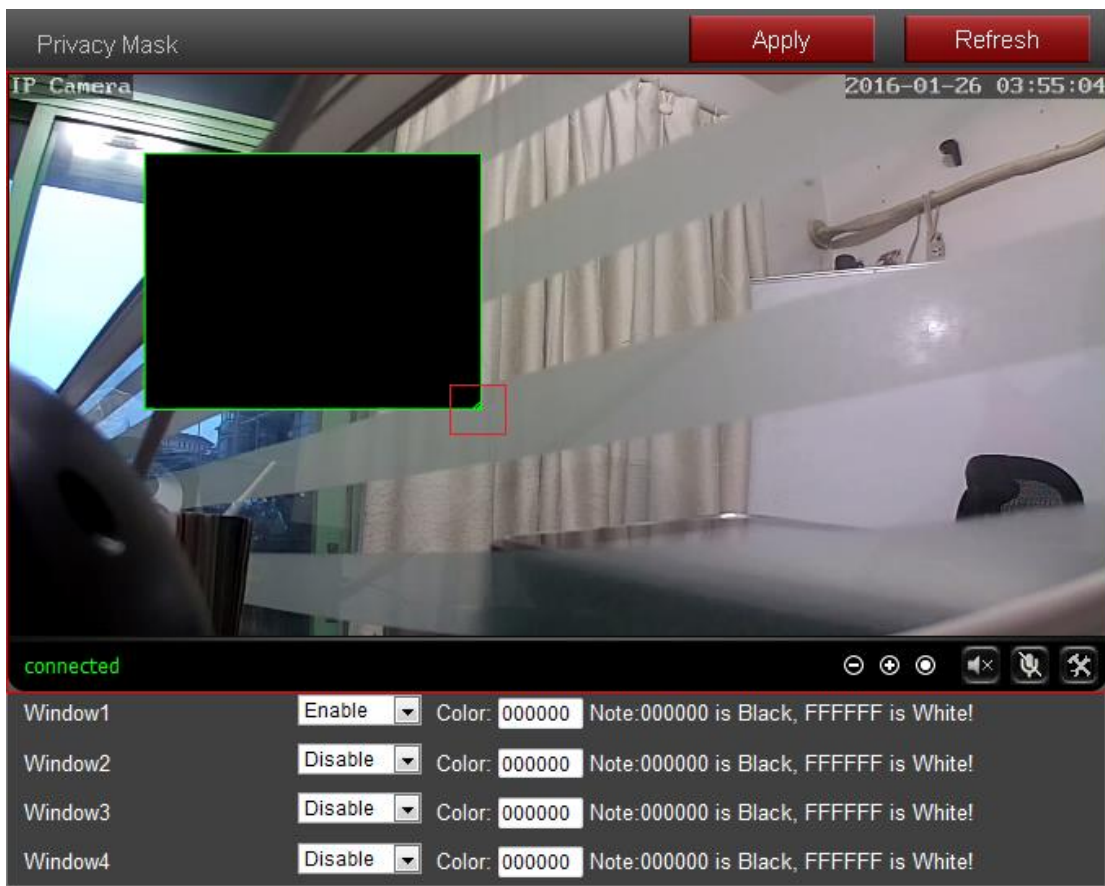 Privacy Mask Apply Refresh
IP Camera 2016-01-26 03:55:04
connected
Window1 Enable Color: 000000 Note:000000 is Black, FFFFFF is White!
Window2 Disable Color: 000000 Note:000000 is Black, FFFFFF is White!
Window3 Disable Color: 000000 Note:000000 is Black, FFFFFF is White!
Window4 Disable Color: 000000 Note:000000 is Black, FFFFFF is White!